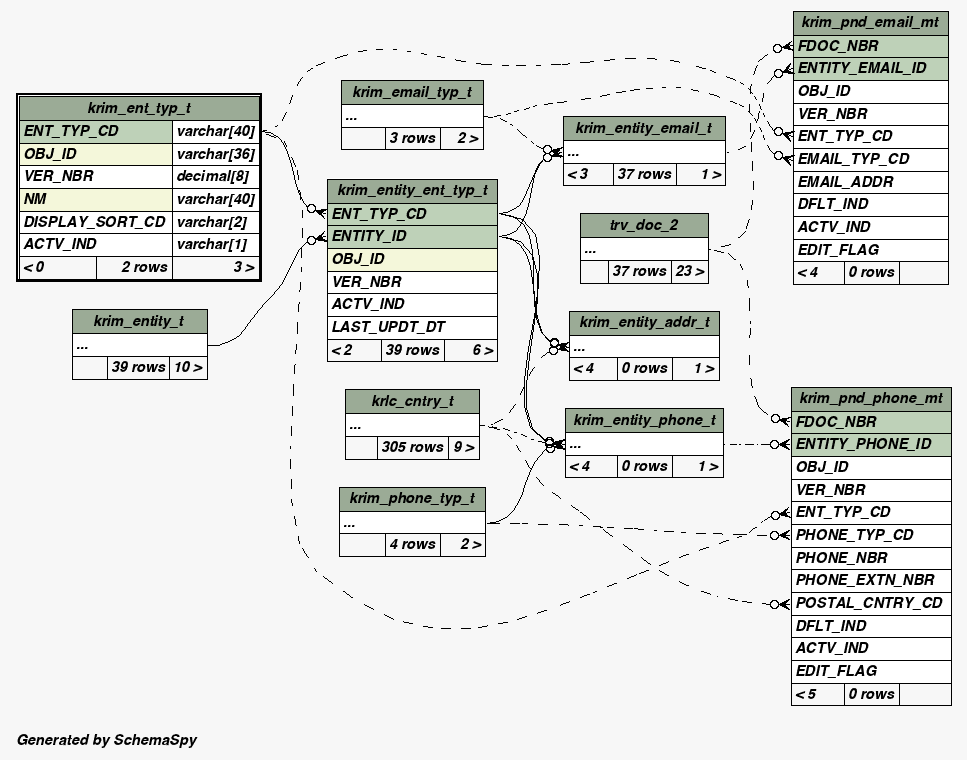 krim_ent_typ_t
ENT_TYP_CD varchar[40]
OBJ_ID varchar[36]
VER_NBR decimal[8]
NM varchar[40]
DISPLAY_SORT_CD varchar[2]
ACTV_IND varchar[1]
< 0 2 rows 3 >
krim_entity_t
...
39 rows 10 >
krim_email_typ_t
...
3 rows 2 >
krim_entity_ent_typ_t
ENT_TYP_CD
ENTITY_ID
OBJ_ID
VER_NBR
ACTV_IND
LAST_UPDT_DT
< 2 39 rows 6 >
krlc_cntry_t
...
305 rows 9 >
krim_phone_typ_t
...
4 rows 2 >
krim_entity_email_t
...
< 3 37 rows 1 >
trv_doc_2
...
37 rows 23 >
krim_entity_addr_t
...
< 4 0 rows 1 >
krim_entity_phone_t
...
< 4 0 rows 1 >
krim_pnd_email_mt
FDOC_NBR
ENTITY_EMAIL_ID
OBJ_ID
VER_NBR
ENT_TYP_CD
EMAIL_TYP_CD
EMAIL_ADDR
DFLT_IND
ACTV_IND
EDIT_FLAG
< 4 0 rows
krim_pnd_phone_mt
FDOC_NBR
ENTITY_PHONE_ID
OBJ_ID
VER_NBR
ENT_TYP_CD
PHONE_TYP_CD
PHONE_NBR
PHONE_EXTN_NBR
POSTAL_CNTRY_CD
DFLT_IND
ACTV_IND
EDIT_FLAG
< 5 0 rows
Generated by SchemaSpy